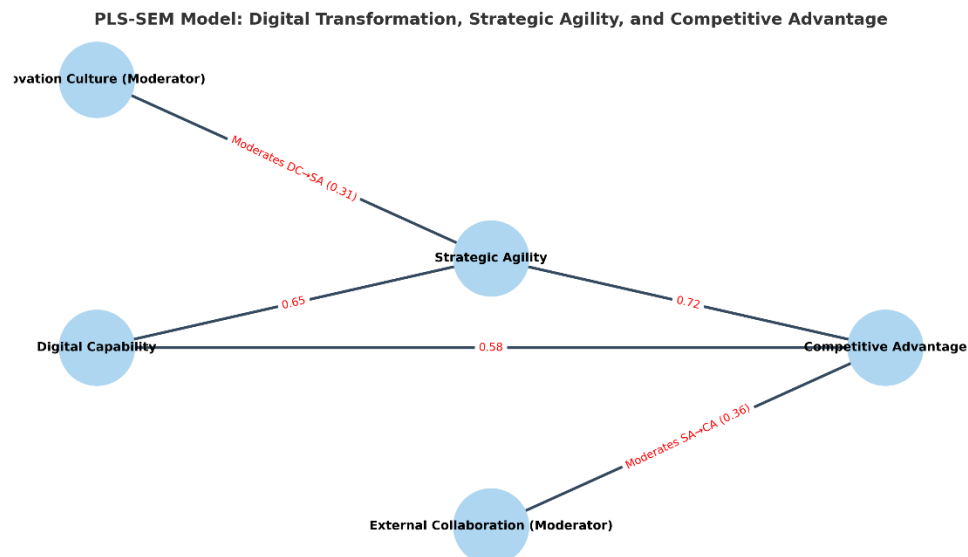 PLS-SEM Model: Digital Transformation, Strategic Agility, and Competitive Advantage
ovation Culture (Moderator)
Moderates DC→SA (0.31)
Strategic Agility
0.65
0.72
Digital Capability
0.58
Competitive Advantage
Moderates SA→CA (0.36)
External Collaboration (Moderator)